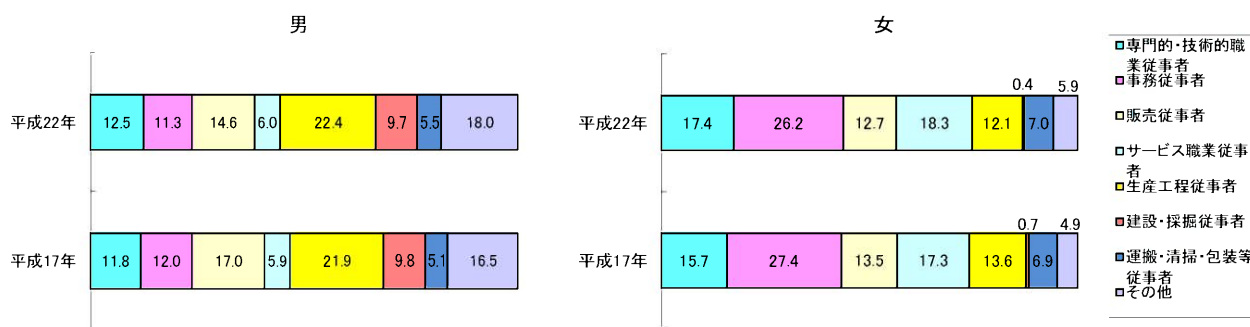 男
女
平成22年
12.5 11.3 14.6 6.0 22.4 9.7 5.5 18.0
平成17年
11.8 12.0 17.0 5.9 21.9 9.8 5.1 16.5
平成22年
0.4 5.9
17.4 26.2 12.7 18.3 12.1 7.0
平成17年
0.7 4.9
15.7 27.4 13.5 17.3 13.6 6.9
専門的・技術的職
業従事者
事務従事者
販売従事者
サービス職業従事
者
生産工程従事者
建設・採掘従事者
運搬・清掃・包装等
従事者
その他